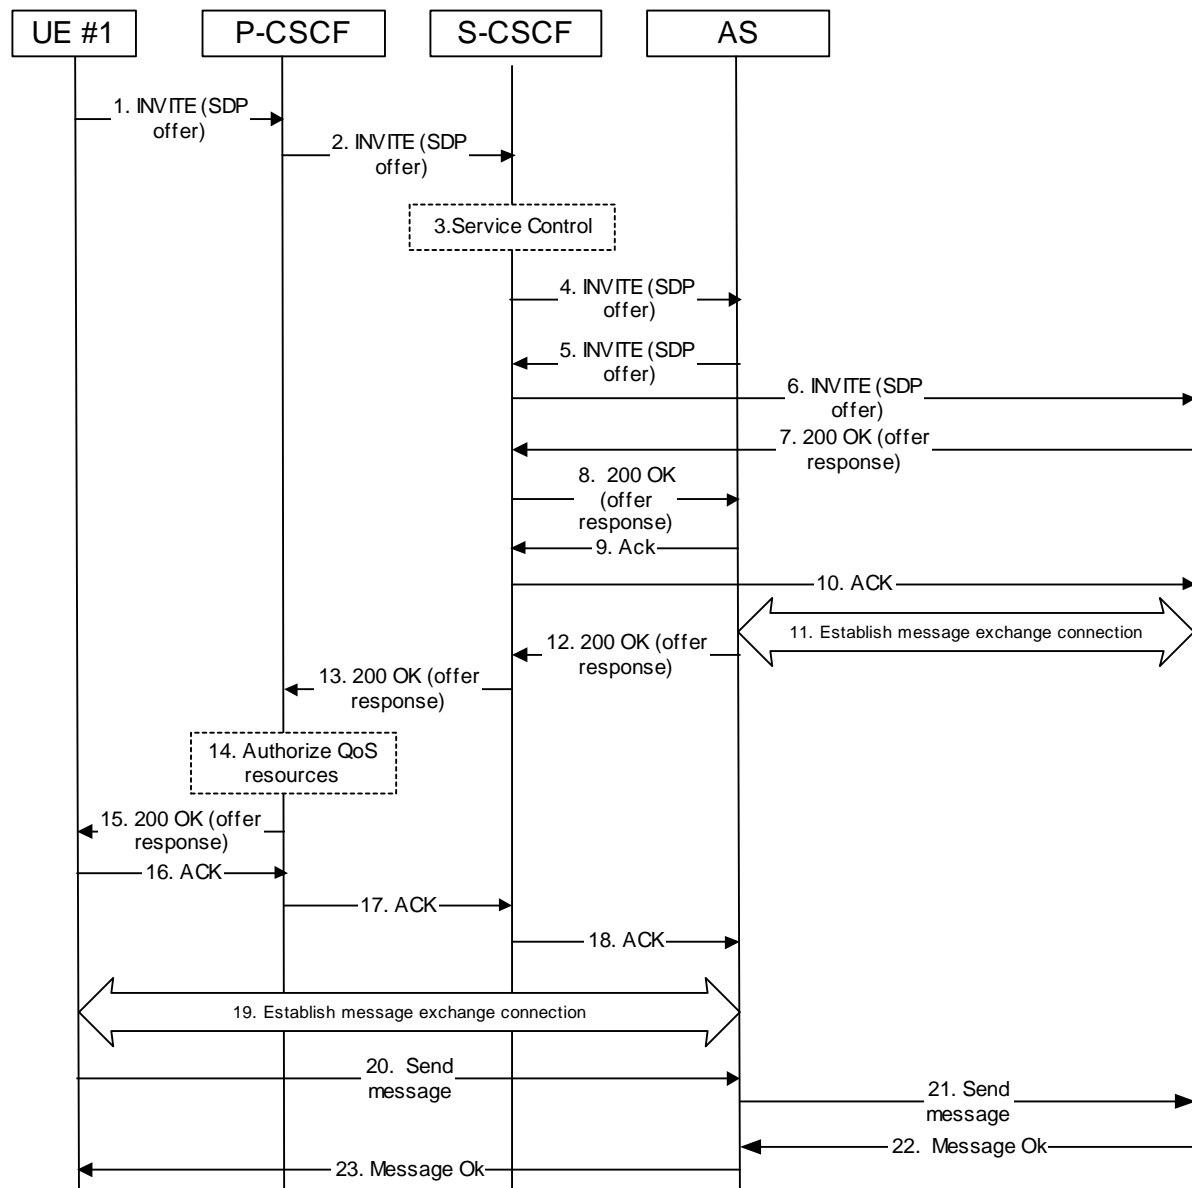 UE #1
P-CSCF
S-CSCF
AS
1. INVITE (SDP
offer)
2. INVITE (SDP
offer)
3.Service Control
4. INVITE (SDP
offer)
5. INVITE (SDP
offer)
6. INVITE (SDP
offer)
7. 200 OK (offer
response)
8. 200 OK
(offer
response)
9. Ack
10. ACK
11. Establish message exchange connection
12. 200 OK (offer
response)
13. 200 OK (offer
response)
14. Authorize QoS
resources
15. 200 OK (offer
response)
16. ACK
17. ACK
18. ACK
19. Establish message exchange connection
20. Send
message
21. Send
message
22. Message Ok
23. Message Ok